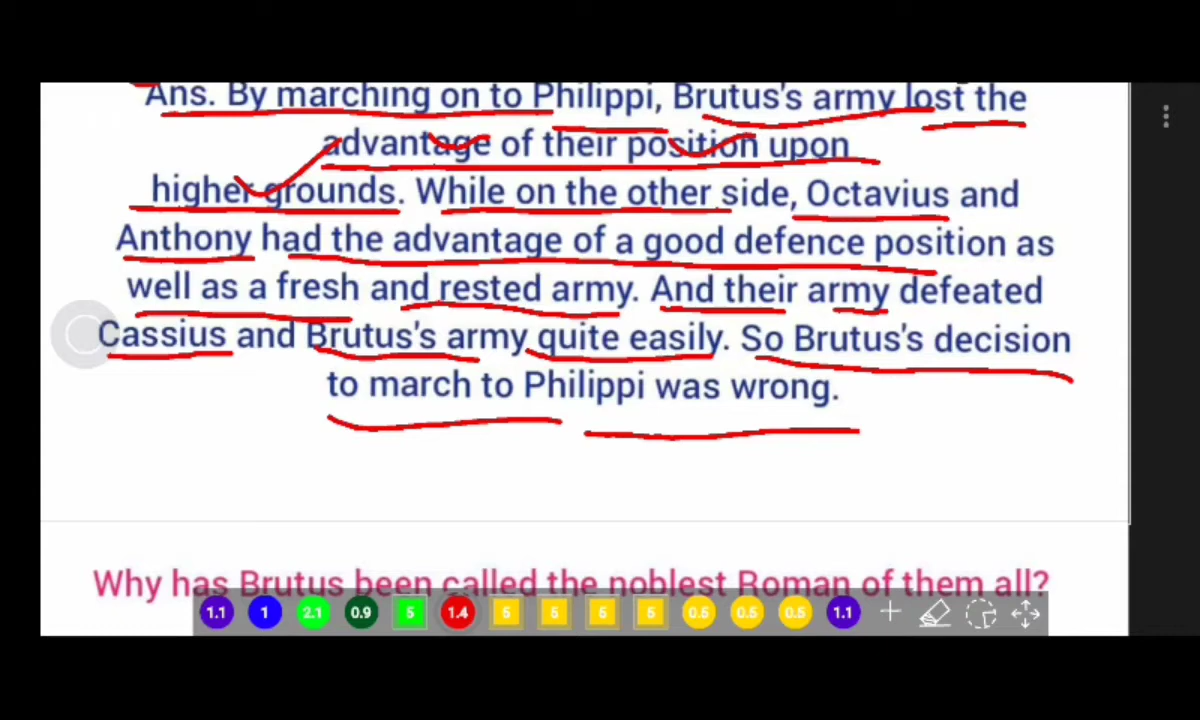 Ans. By marching on to Philippi, Brutus's army lost the
advantage of their position upon
higher grounds. While on the other side, Octavius and
Anthony had the advantage of a good defence position as
well as a fresh and rested army. And their army defeated
Cassius and Brutus's army quite easily. So Brutus's decision
to march to Philippi was wrong.
Why has Brutus been called the noblest Roman of them all?
1.1 1 2.1 0.9 5 1.4 5 5 5 5 0.5 0.5 0.5 1.1